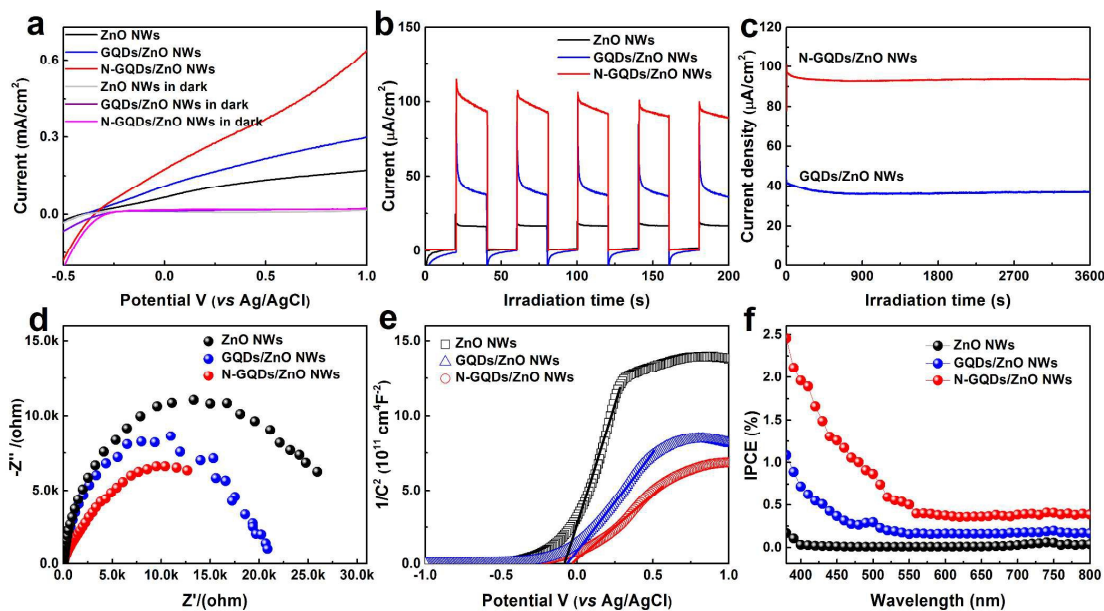 a
ZnO NWs
GQDs/ZnO NWs
N-GQDs/ZnO NWs
ZnO NWs in dark
GQDs/ZnO NWs in dark
N-GQDs/ZnO NWs in dark
Current (mA/cm²)
0.6
0.3
0.0
-0.5 0.0 0.5 1.0
Potential V (vs Ag/AgCl)
b
ZnO NWs
GQDs/ZnO NWs
N-GQDs/ZnO NWs
Current (μA/cm²)
150
100
50
0
0 50 100 150 200
Irradiation time (s)
c
N-GQDs/ZnO NWs
GQDs/ZnO NWs
Current density (μA/cm²)
120
100
80
60
40
20
0
0 900 1800 2700 3600
Irradiation time (s)
d
ZnO NWs
GQDs/ZnO NWs
N-GQDs/ZnO NWs
-Z''/(ohm)
15.0k
10.0k
5.0k
0.0
0.0 5.0k 10.0k 15.0k 20.0k 25.0k 30.0k
Z'/(ohm)
e
ZnO NWs
GQDs/ZnO NWs
N-GQDs/ZnO NWs
1/C⁻² (10¹¹ cm⁴F⁻²)
15.0
10.0
5.0
0.0
-1.0 -0.5 0.0 0.5 1.0
Potential V (vs Ag/AgCl)
f
ZnO NWs
GQDs/ZnO NWs
N-GQDs/ZnO NWs
IPCE (%)
2.5
2.0
1.5
1.0
0.5
0.0
400 450 500 550 600 650 700 750 800
Wavelength (nm)